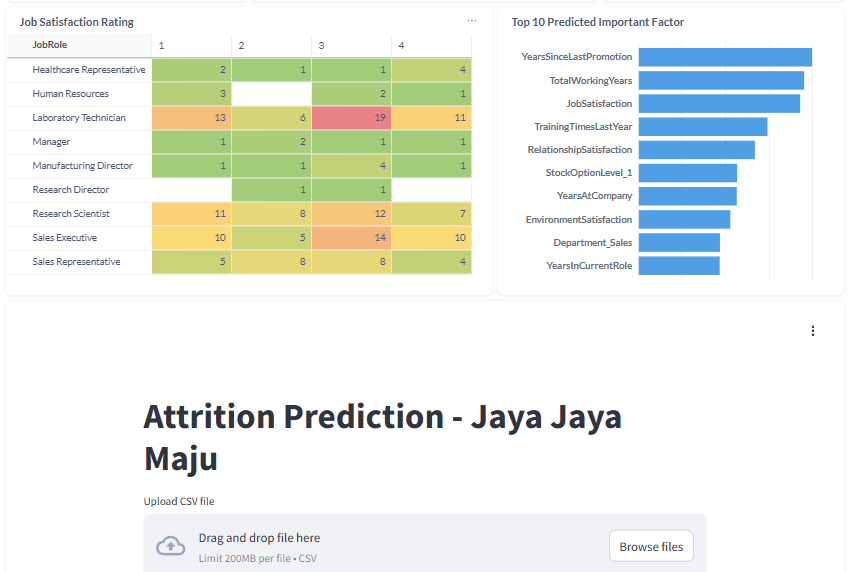 Job Satisfaction Rating
...
JobRole 1 2 3 4
Healthcare Representative 2 1 1 4
Human Resources 3 2 1
Laboratory Technician 13 6 19 11
Manager 1 2 1 1
Manufacturing Director 1 1 4 1
Research Director 1 1
Research Scientist 11 8 12 7
Sales Executive 10 5 14 10
Sales Representative 5 8 8 4
Top 10 Predicted Important Factor
YearsSinceLastPromotion
TotalWorkingYears
JobSatisfaction
TrainingTimesLastYear
RelationshipSatisfaction
StockOptionLevel_1
YearsAtCompany
EnvironmentSatisfaction
Department_Sales
YearsInCurrentRole
Attrition Prediction - Jaya Jaya
Maju
Upload CSV file
Drag and drop file here
Limit 200MB per file • CSV
Browse files